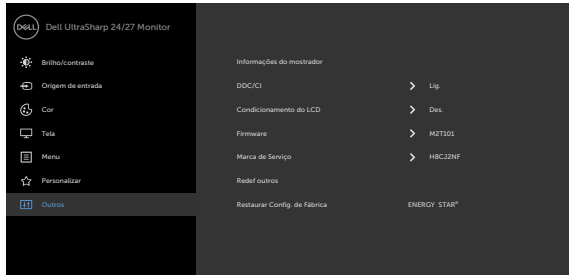 DELL Dell UltraSharp 24/27 Monitor
Brilho/contraste
Origem de entrada
Cor
Tela
Menu
Personalizar
Outros
Informações do mostrador
DDC/CI Lig.
Condicionamento do LCD Des.
Firmware M2T101
Marca de Serviço H8CJ2NF
Redef outros
Restaurar Config. de Fábrica ENERGY STAR®